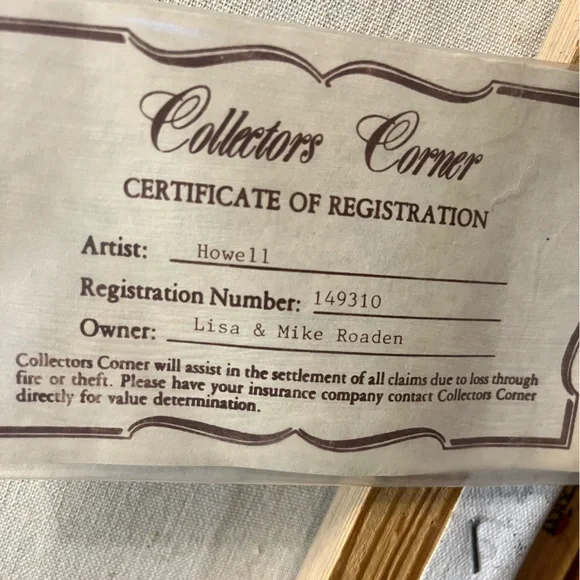 Collectors Corner
CERTIFICATE OF REGISTRATION
Artist: Howell
Registration Number: 149310
Owner: Lisa & Mike Roaden
Collectors Corner will assist in the settlement of all claims due to loss through
fire or theft. Please have your insurance company contact Collectors Corner
directly for value determination.